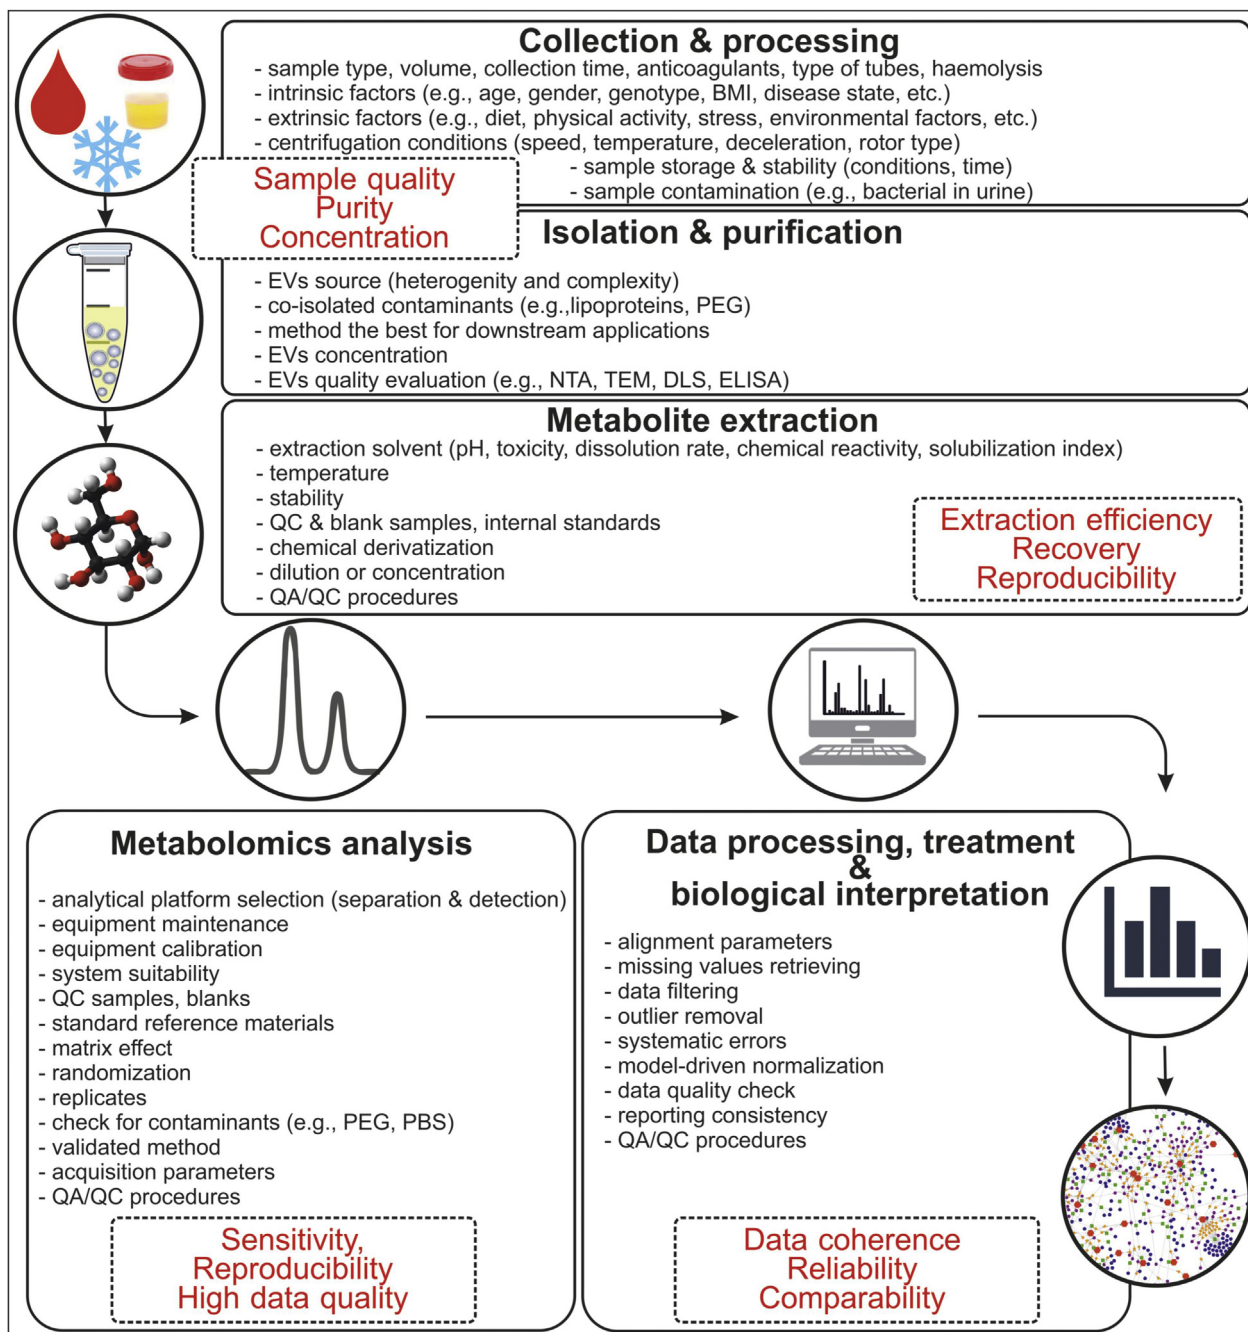 Collection & processing
- sample type, volume, collection time, anticoagulants, type of tubes, haemolysis
- intrinsic factors (e.g., age, gender, genotype, BMI, disease state, etc.)
- extrinsic factors (e.g., diet, physical activity, stress, environmental factors, etc.)
- centrifugation conditions (speed, temperature, deceleration, rotor type)
- sample storage & stability (conditions, time)
- sample contamination (e.g., bacterial in urine)
Sample quality
Purity
Concentration
Isolation & purification
- EVs source (heterogenity and complexity)
- co-isolated contaminants (e.g.,lipoproteins, PEG)
- method the best for downstream applications
- EVs concentration
- EVs quality evaluation (e.g., NTA, TEM, DLS, ELISA)
Metabolite extraction
- extraction solvent (pH, toxicity, dissolution rate, chemical reactivity, solubilization index)
- temperature
- stability
- QC & blank samples, internal standards
- chemical derivatization
- dilution or concentration
- QA/QC procedures
Extraction efficiency
Recovery
Reproducibility
Metabolomics analysis
- analytical platform selection (separation & detection)
- equipment maintenance
- equipment calibration
- system suitability
- QC samples, blanks
- standard reference materials
- matrix effect
- randomization
- replicates
- check for contaminants (e.g., PEG, PBS)
- validated method
- acquisition parameters
- QA/QC procedures
Sensitivity,
Reproducibility
High data quality
Data processing, treatment
&
biological interpretation
- alignment parameters
- missing values retrieving
- data filtering
- outlier removal
- systematic errors
- model-driven normalization
- data quality check
- reporting consistency
- QA/QC procedures
Data coherence
Reliability
Comparability